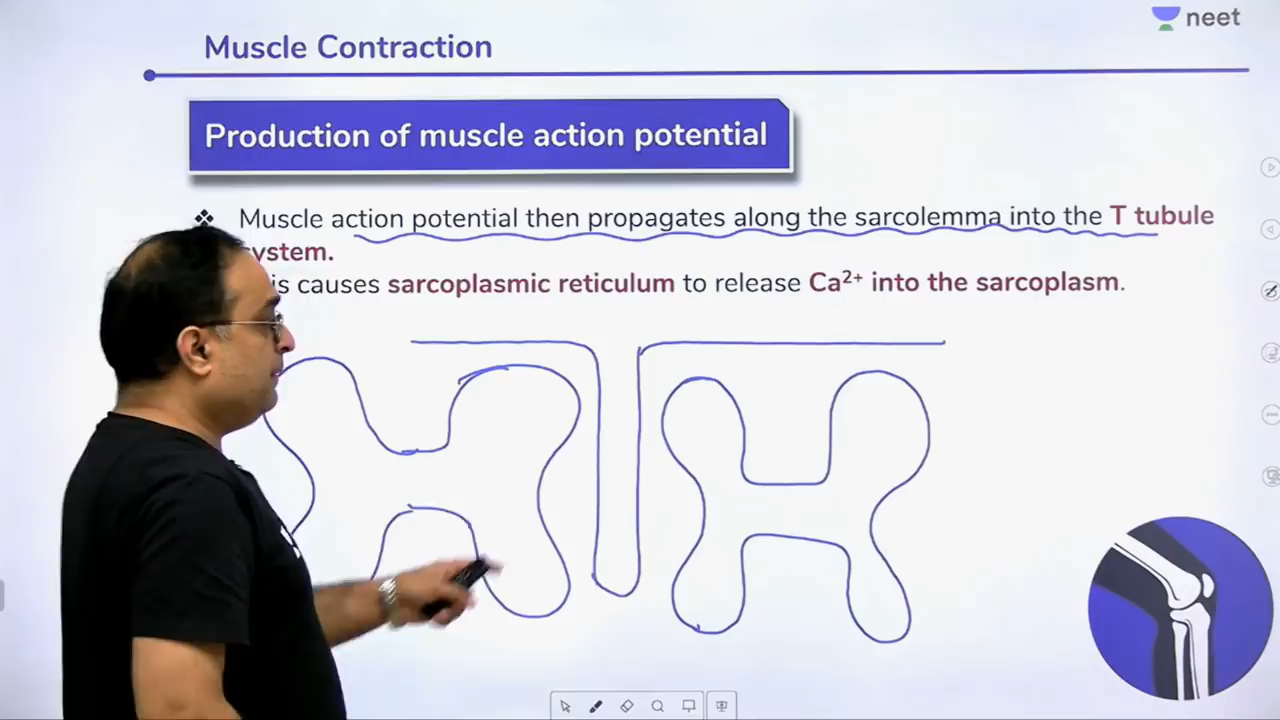 neet
Muscle Contraction
Production of muscle action potential
❖ Muscle action potential then propagates along the sarcolemma into the T tubule
ystem.
is causes sarcoplasmic reticulum to release Ca²⁺ into the sarcoplasm.